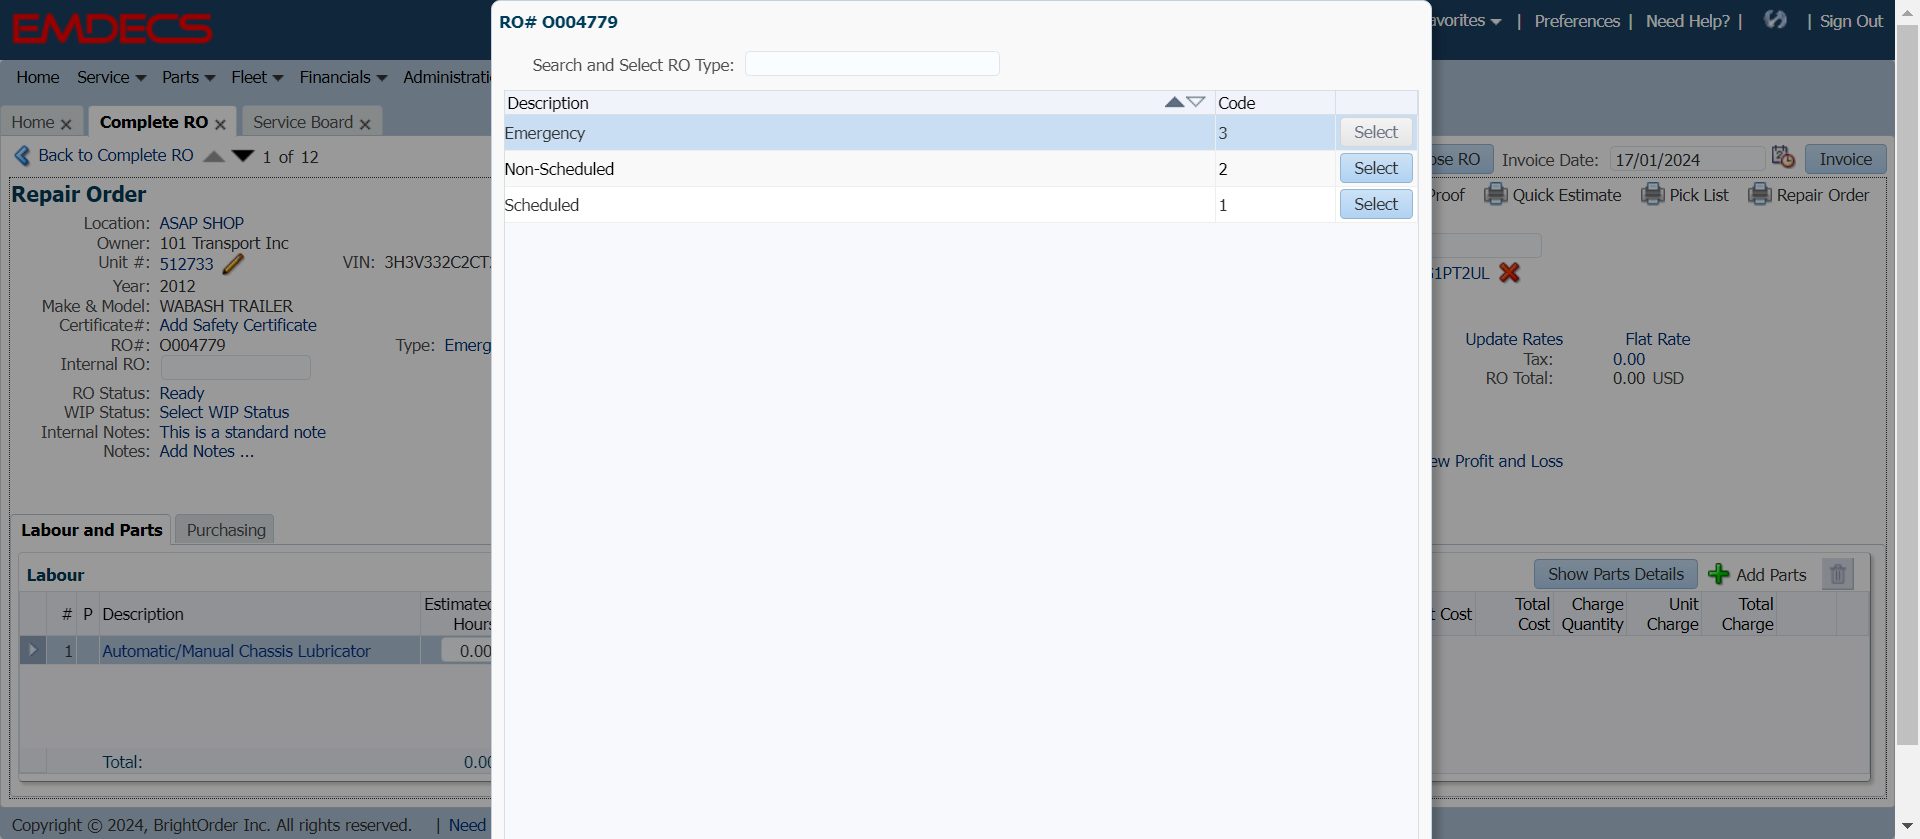 EMDECS
Favorites | Preferences | Need Help? | | Sign Out
Home Service Parts Fleet Financials
Home Complete RO Service Board
Back to Complete RO 1 of 12
RO Invoice Date: 17/01/2024 Invoice
Proof Quick Estimate Pick List Repair Order
Repair Order
Location: ASAP SHOP
Owner: 101 Transport Inc
Unit #: 512733 VIN: 3H3V332C2CT
Year: 2012
Make & Model: WABASH TRAILER
Certificate#: Add Safety Certificate
RO#: O004779 Type: Emerg
Internal RO:
RO Status: Ready
WIP Status: Select WIP Status
Internal Notes: This is a standard note
Notes: Add Notes ...
1PT2UL
Update Rates Flat Rate
Tax: 0.00
RO Total: 0.00 USD
ew Profit and Loss
Labour and Parts Purchasing
Labour
# P Description Estimated Hours
1 Automatic/Manual Chassis Lubricator 0.00
Total: 0.00
Show Parts Details Add Parts
t Cost Total Cost Charge Quantity Unit Charge Total Charge
Copyright © 2024, BrightOrder Inc. All rights reserved. | Need
RO# O004779
Search and Select RO Type:
Description Code
Emergency 3 Select
Non-Scheduled 2 Select
Scheduled 1 Select